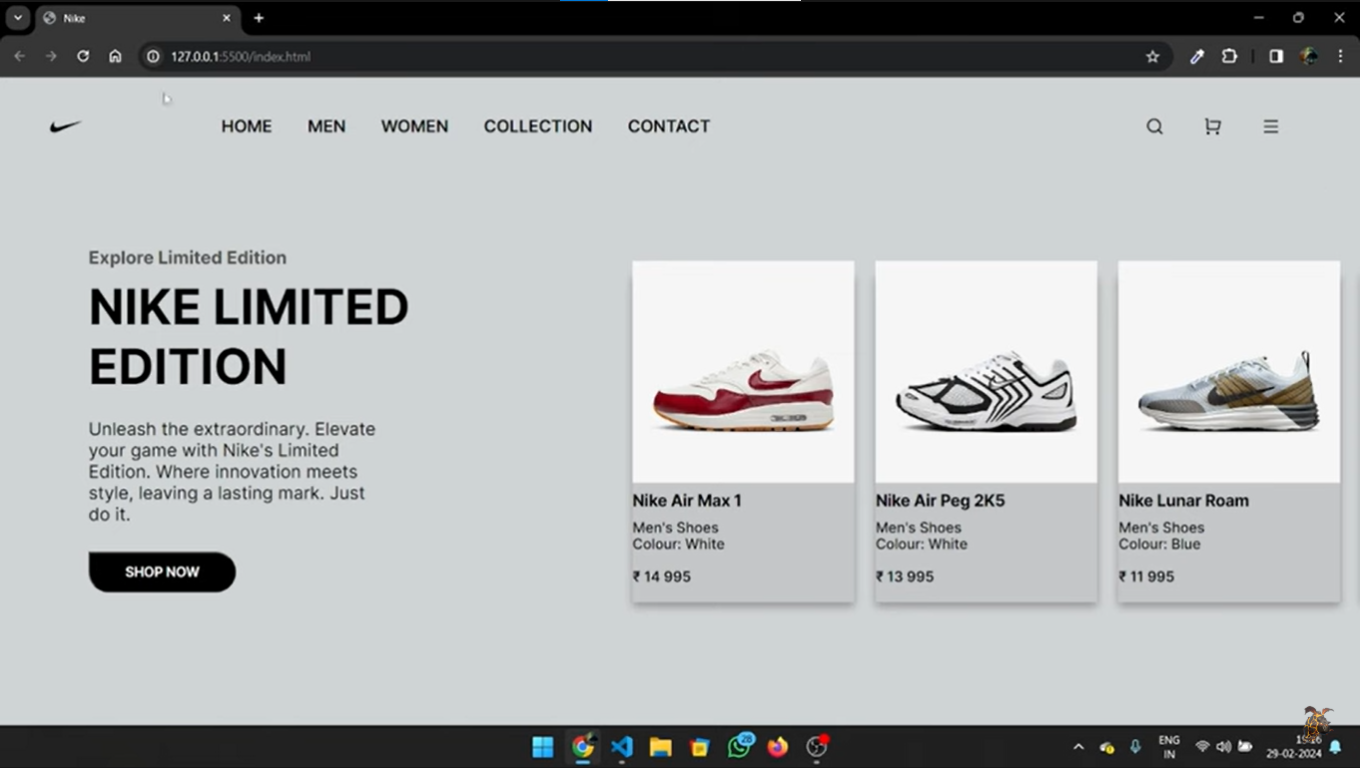 Nike
127.0.0.1:5500/index.html
HOME MEN WOMEN COLLECTION CONTACT
Explore Limited Edition
NIKE LIMITED
EDITION
Unleash the extraordinary. Elevate
your game with Nike's Limited
Edition. Where innovation meets
style, leaving a lasting mark. Just
do it.
SHOP NOW
Nike Air Max 1
Men's Shoes
Colour: White
₹ 14 995
Nike Air Peg 2K5
Men's Shoes
Colour: White
₹ 13 995
Nike Lunar Roam
Men's Shoes
Colour: Blue
₹ 11 995
28
ENG
IN
29-02-2024